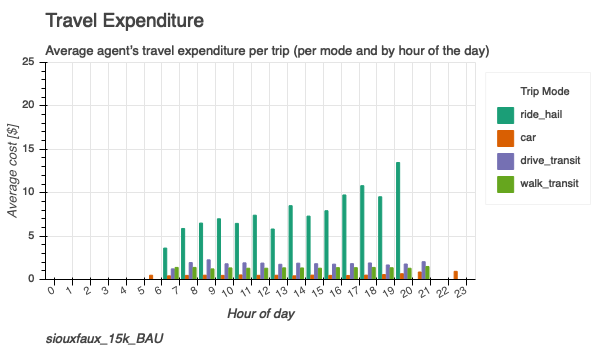 Travel Expenditure
Average agent's travel expenditure per trip (per mode and by hour of the day)
25
20
15
10
5
0
Average cost [$]
0 1 2 3 4 5 6 7 8 9 10 11 12 13 14 15 16 17 18 19 20 21 22 23
Hour of day
Trip Mode
ride_hail
car
drive_transit
walk_transit
siouxfaux_15k_BAU